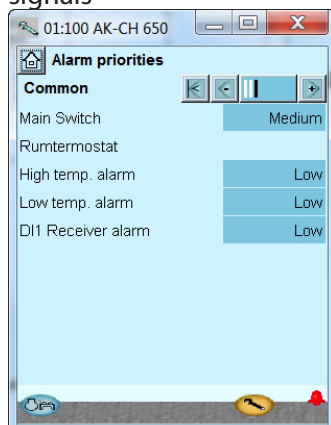 signals
01:100 AK-CH 650
Alarm priorities
Common
Main Switch Medium
Rumtermostat
High temp. alarm Low
Low temp. alarm Low
DI1 Receiver alarm Low